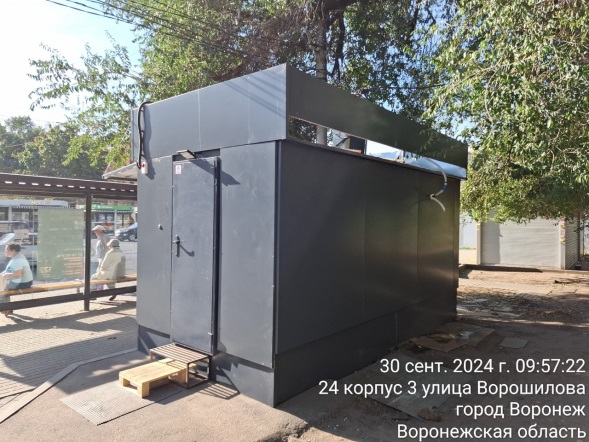 30 сент. 2024 г. 09:57:22
24 корпус 3 улица Ворошилова
город Воронеж
Воронежская область